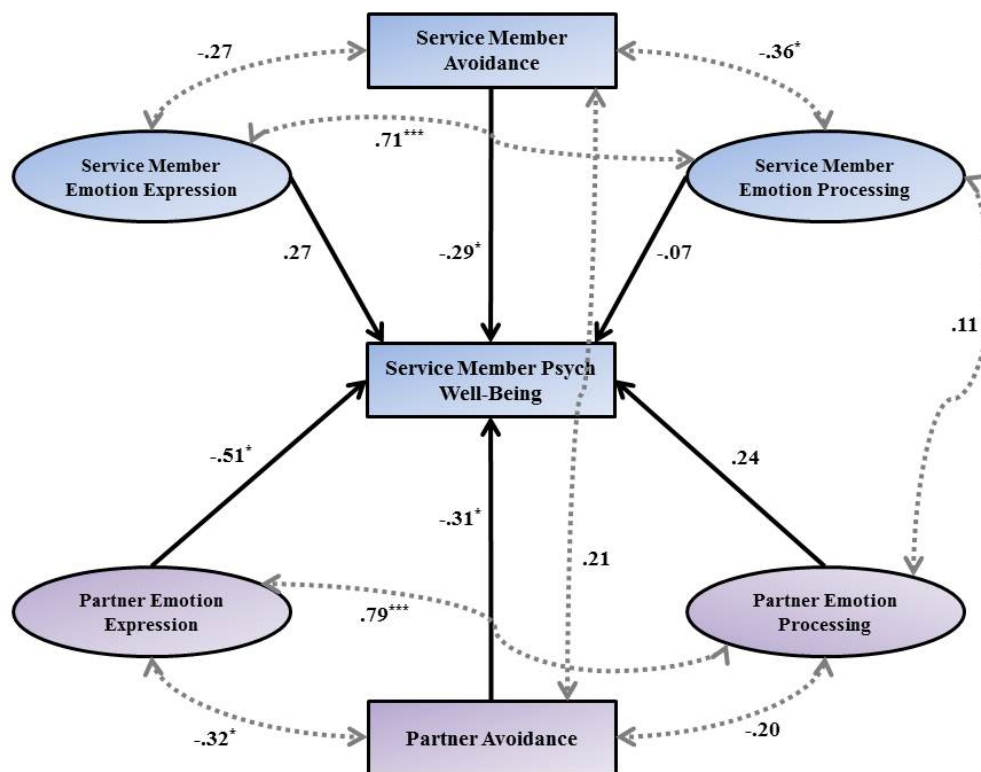 -.27
Service Member
Avoidance
-.36*
.71***
Service Member
Emotion Expression
Service Member
Emotion Processing
.27
-.29*
-.07
.11
Service Member Psych
Well-Being
-.51*
-.31*
.24
.21
Partner Emotion
Expression
.79***
Partner Emotion
Processing
-.32*
Partner Avoidance
-.20